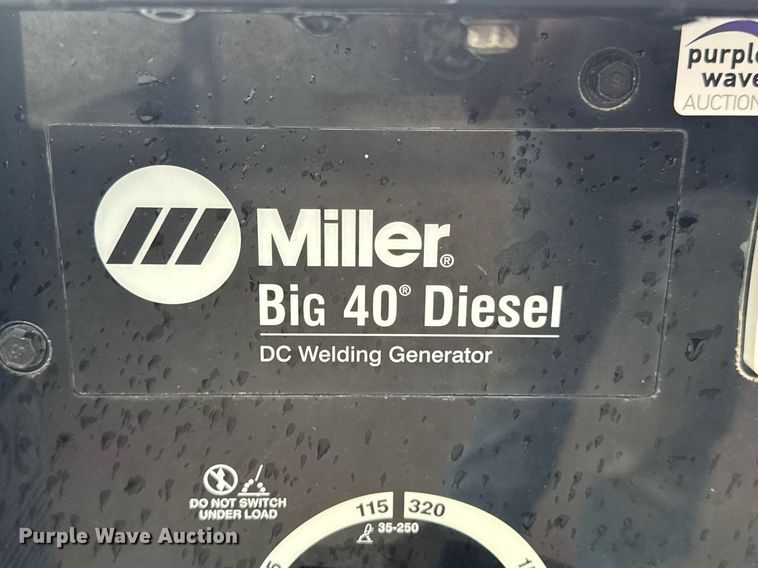 purple
wave
AUCTION
Miller®
BIG 40® Diesel
DC Welding Generator
DO NOT SWITCH
UNDER LOAD
115 320
35-250
Purple Wave Auction